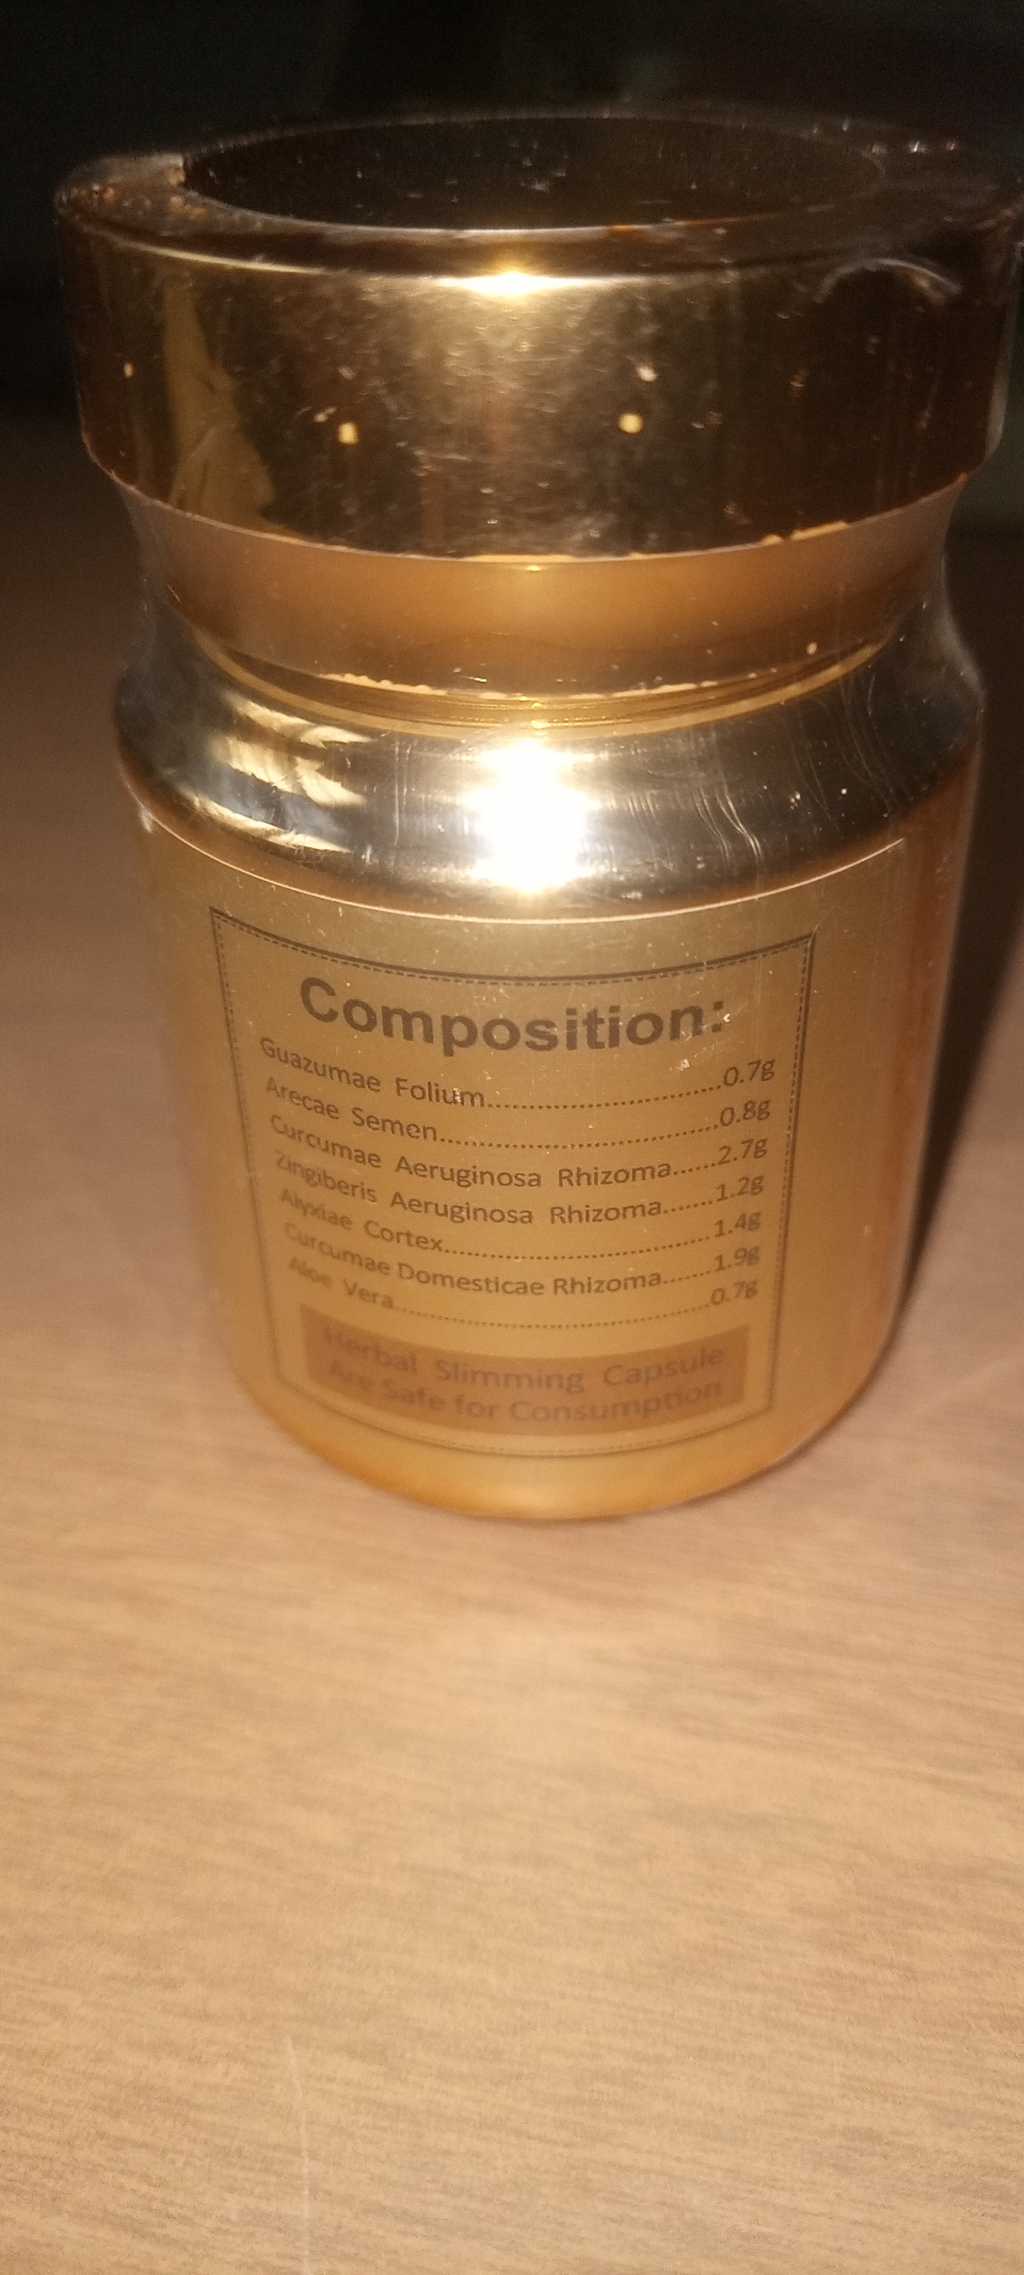 Composition:
Guazumae Folium..............................0.7g
Arecae Semen...................................0.8g
Curcumae Aeruginosa Rhizoma......2.7g
Zingiberis Aeruginosa Rhizoma.......1.2g
Alyxiae Cortex.................................1.4g
Curcumae Domesticae Rhizoma.......1.9g
Aloe Vera.......................................0.7g
Herbal Slimming Capsule
Are Safe for Consumption